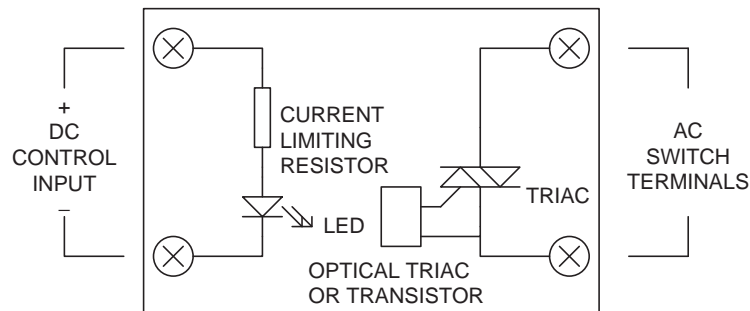 +
DC
CONTROL
INPUT
–
CURRENT
LIMITING
RESISTOR
LED
OPTICAL TRIAC
OR TRANSISTOR
TRIAC
AC
SWITCH
TERMINALS